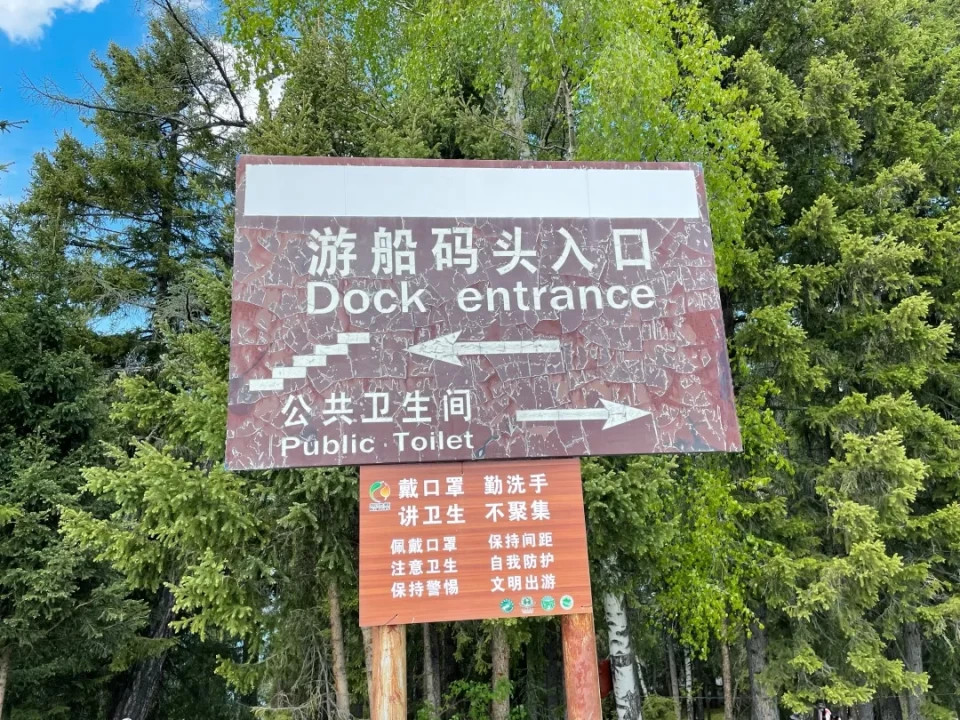 游船码头入口
Dock entrance
公共卫生间
Public Toilet
戴口罩 勤洗手
讲卫生 不聚集
佩戴口罩 保持间距
注意卫生 自我防护
保持警惕 文明出游